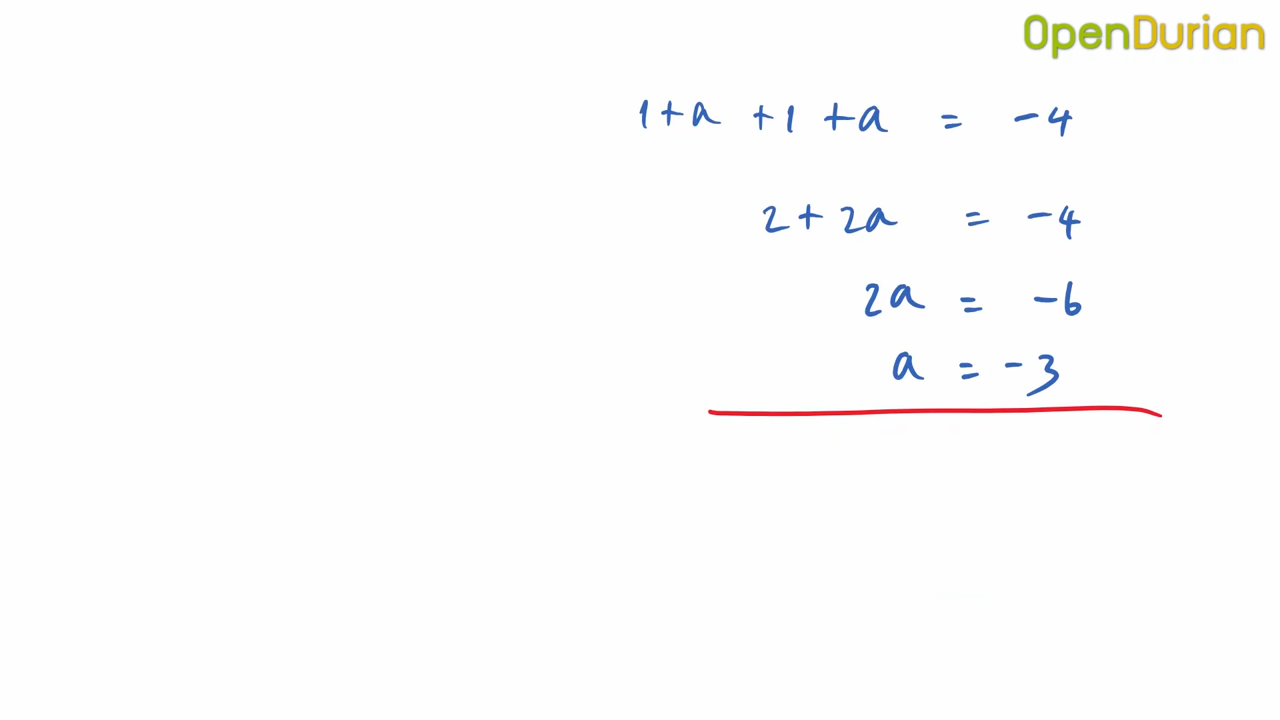 OpenDurian
1+a +1 +a = -4
2 + 2a = -4
2a = -6
a = -3